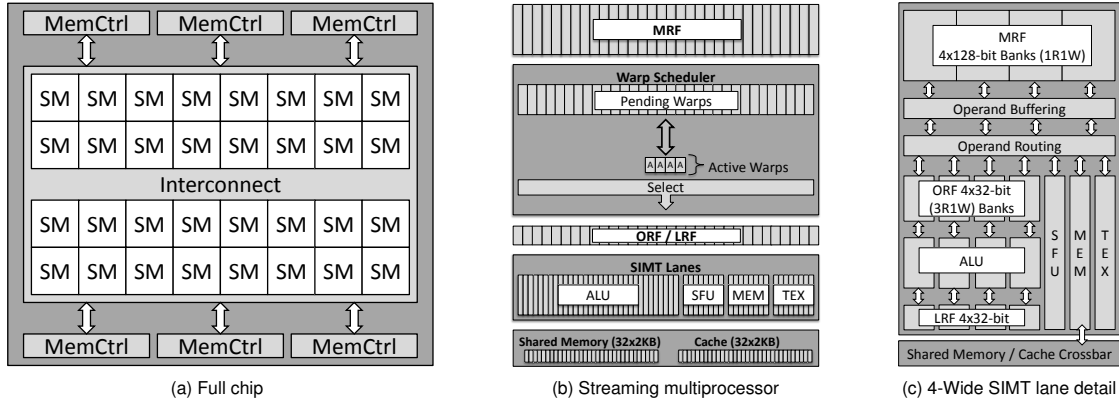 MemCtrl MemCtrl MemCtrl
SM SM SM SM SM SM SM SM
SM SM SM SM SM SM SM SM
Interconnect
SM SM SM SM SM SM SM SM
SM SM SM SM SM SM SM SM
MemCtrl MemCtrl MemCtrl
(a) Full chip
MRF
Warp Scheduler
Pending Warps
A A A A Active Warps
Select
ORF / LRF
SIMT Lanes
ALU SFU MEM TEX
Shared Memory (32x2KB) Cache (32x2KB)
(b) Streaming multiprocessor
MRF
4x128-bit Banks (1R1W)
Operand Buffering
Operand Routing
ORF 4x32-bit
(3R1W) Banks
ALU
LRF 4x32-bit
SFU
MEM
TEX
Shared Memory / Cache Crossbar
(c) 4-Wide SIMT lane detail